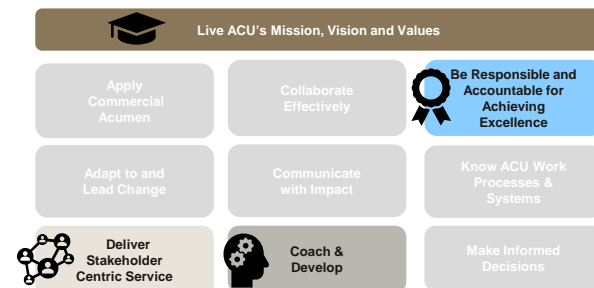 Live ACU's Mission, Vision and Values
Apply
Commercial
Acumen
Collaborate
Effectively
Be Responsible and
Accountable for
Achieving
Excellence
Adapt to and
Lead Change
Communicate
with Impact
Know ACU Work
Processes &
Systems
Deliver
Stakeholder
Centric Service
Coach &
Develop
Make Informed
Decisions